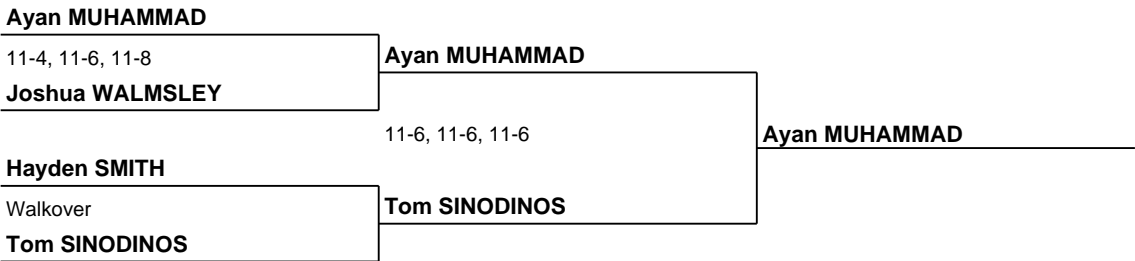 Ayan MUHAMMAD
11-4, 11-6, 11-8
Ayan MUHAMMAD
Joshua WALMSLEY
11-6, 11-6, 11-6
Ayan MUHAMMAD
Hayden SMITH
Walkover
Tom SINODINOS
Tom SINODINOS